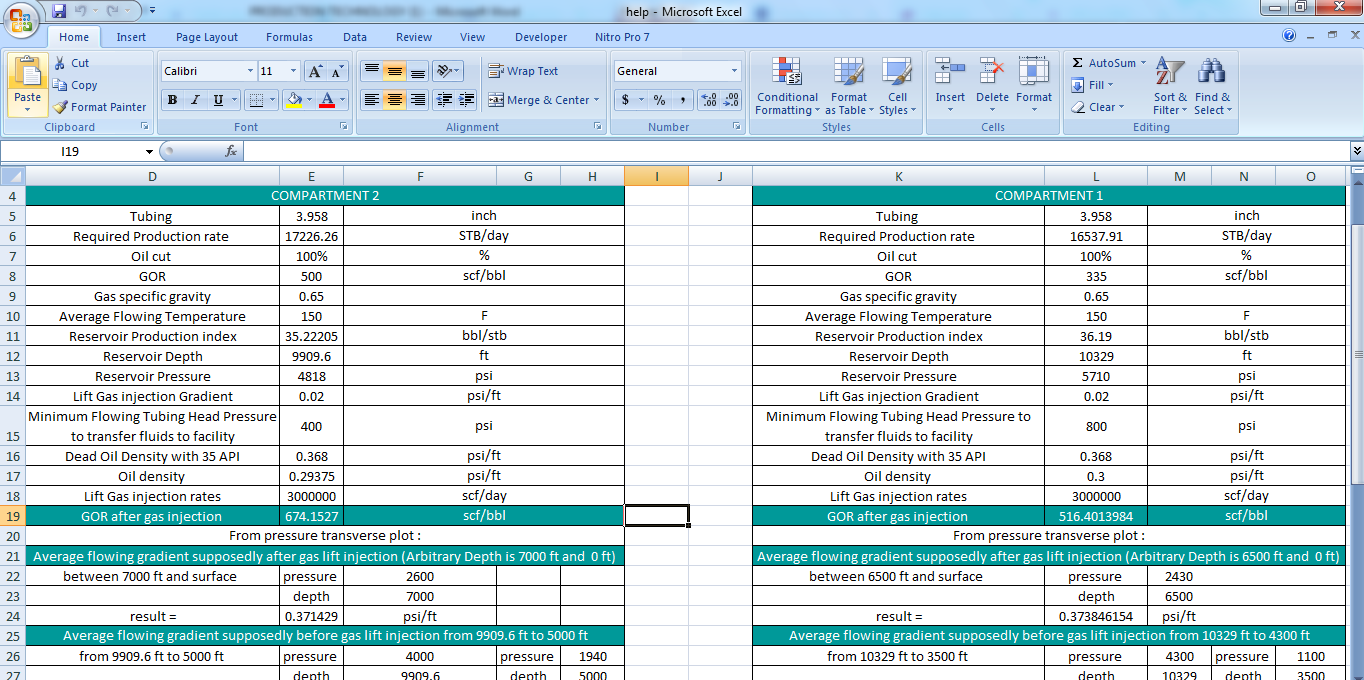 help - Microsoft Excel
Home Insert Page Layout Formulas Data Review View Developer Nitro Pro 7
Paste
Cut
Copy
Format Painter
Clipboard
Calibri 11
B I U
Font
Wrap Text
Merge & Center
Alignment
General
$ % ,
Number
Conditional Formatting
Format as Table
Cell Styles
Styles
Insert Delete Format
Cells
Σ AutoSum
Fill
Clear
Sort & Filter
Find & Select
Editing
I19 fx
D E F G H I J K L M N O
4 COMPARTMENT 2 COMPARTMENT 1
5 Tubing 3.958 inch Tubing 3.958 inch
6 Required Production rate 17226.26 STB/day Required Production rate 16537.91 STB/day
7 Oil cut 100% % Oil cut 100% %
8 GOR 500 scf/bbl GOR 335 scf/bbl
9 Gas specific gravity 0.65 Gas specific gravity 0.65
10 Average Flowing Temperature 150 F Average Flowing Temperature 150 F
11 Reservoir Production index 35.22205 bbl/stb Reservoir Production index 36.19 bbl/stb
12 Reservoir Depth 9909.6 ft Reservoir Depth 10329 ft
13 Reservoir Pressure 4818 psi Reservoir Pressure 5710 psi
14 Lift Gas injection Gradient 0.02 psi/ft Lift Gas injection Gradient 0.02 psi/ft
15 Minimum Flowing Tubing Head Pressure to transfer fluids to facility 400 psi Minimum Flowing Tubing Head Pressure to transfer fluids to facility 800 psi
16 Dead Oil Density with 35 API 0.368 psi/ft Dead Oil Density with 35 API 0.368 psi/ft
17 Oil density 0.29375 psi/ft Oil density 0.3 psi/ft
18 Lift Gas injection rates 3000000 scf/day Lift Gas injection rates 3000000 scf/day
19 GOR after gas injection 674.1527 scf/bbl GOR after gas injection 516.4013984 scf/bbl
20 From pressure transverse plot : From pressure transverse plot :
21 Average flowing gradient supposedly after gas lift injection (Arbitrary Depth is 7000 ft and 0 ft) Average flowing gradient supposedly after gas lift injection (Arbitrary Depth is 6500 ft and 0 ft)
22 between 7000 ft and surface pressure 2600 between 6500 ft and surface pressure 2430
23 depth 7000 depth 6500
24 result = 0.371429 psi/ft result = 0.373846154 psi/ft
25 Average flowing gradient supposedly before gas lift injection from 9909.6 ft to 5000 ft Average flowing gradient supposedly before gas lift injection from 10329 ft to 4300 ft
26 from 9909.6 ft to 5000 ft pressure 4000 pressure 1940 from 10329 ft to 3500 ft pressure 4300 pressure 1100
27 depth 9909.6 depth 5000 depth 10329 depth 3500